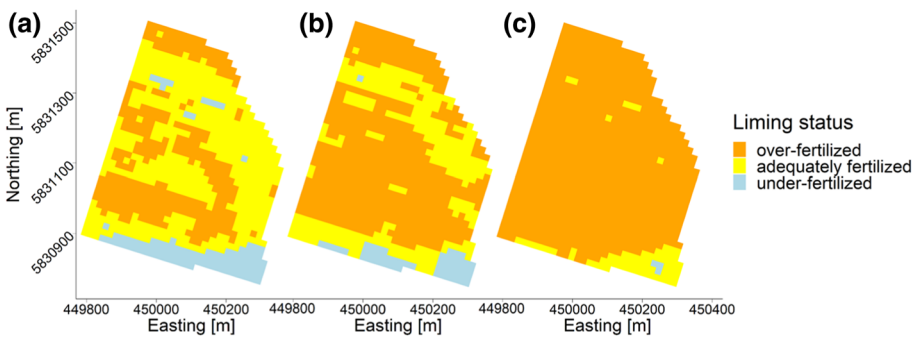 (a) (b) (c)
5831500
5831300
5831100
5830900
Northing [m]
Liming status
over-fertilized
adequately fertilized
under-fertilized
449800 450000 450200 449800 450000 450200 449800 450000 450200 450400
Easting [m] Easting [m] Easting [m]